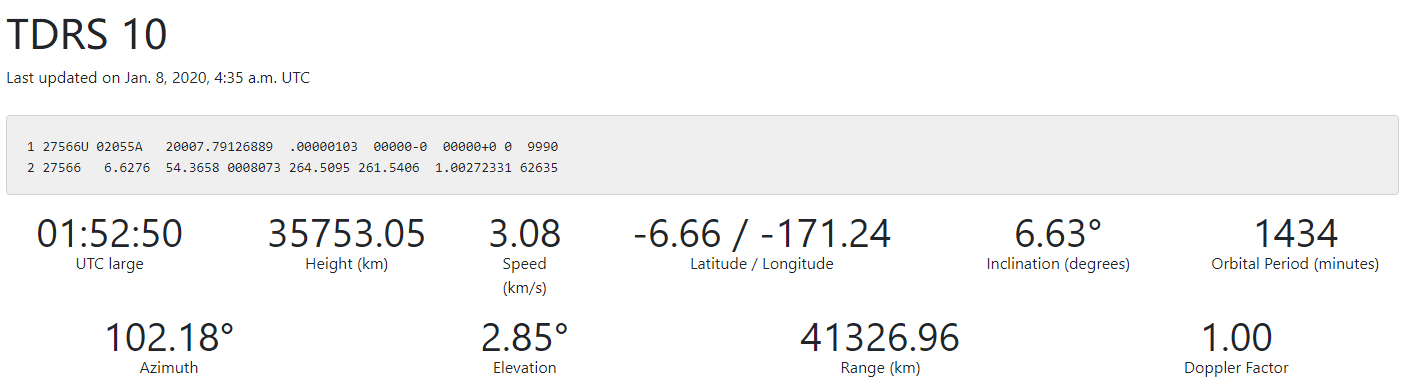 TDRS 10
Last updated on Jan. 8, 2020, 4:35 a.m. UTC
1 27566U 02055A   20007.79126889  .00000103  00000-0  00000+0 0  9990
2 27566   6.6276  54.3658 0008073 264.5095 261.5406  1.00272331 62635
01:52:50
UTC large
35753.05
Height (km)
3.08
Speed
(km/s)
-6.66 / -171.24
Latitude / Longitude
6.63°
Inclination (degrees)
1434
Orbital Period (minutes)
102.18°
Azimuth
2.85°
Elevation
41326.96
Range (km)
1.00
Doppler Factor